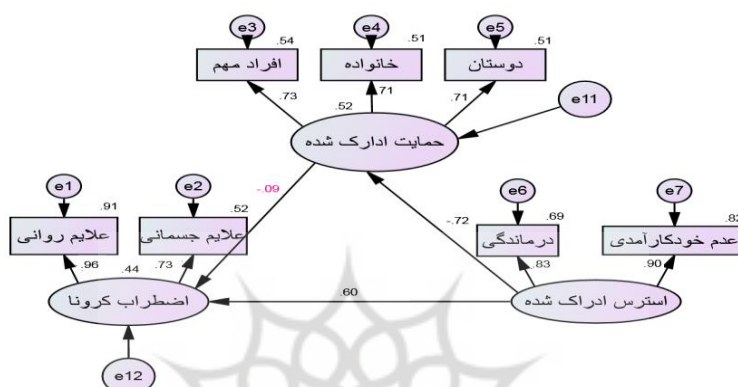 e3
e4
e5
.54
.51
.51
افراد مهم
خانواده
دوستان
.73
.71
.71
.52
e11
حمایت ادارک شده
e1
e2
-.09
e6
e7
.91
.52
-.72
.69
.82
علایم روانی
علایم جسمانی
درماندگی
عدم خودکارآمدی
.96
.44
.73
.83
.90
.60
اضطراب کرونا
استرس ادراک شده
e12